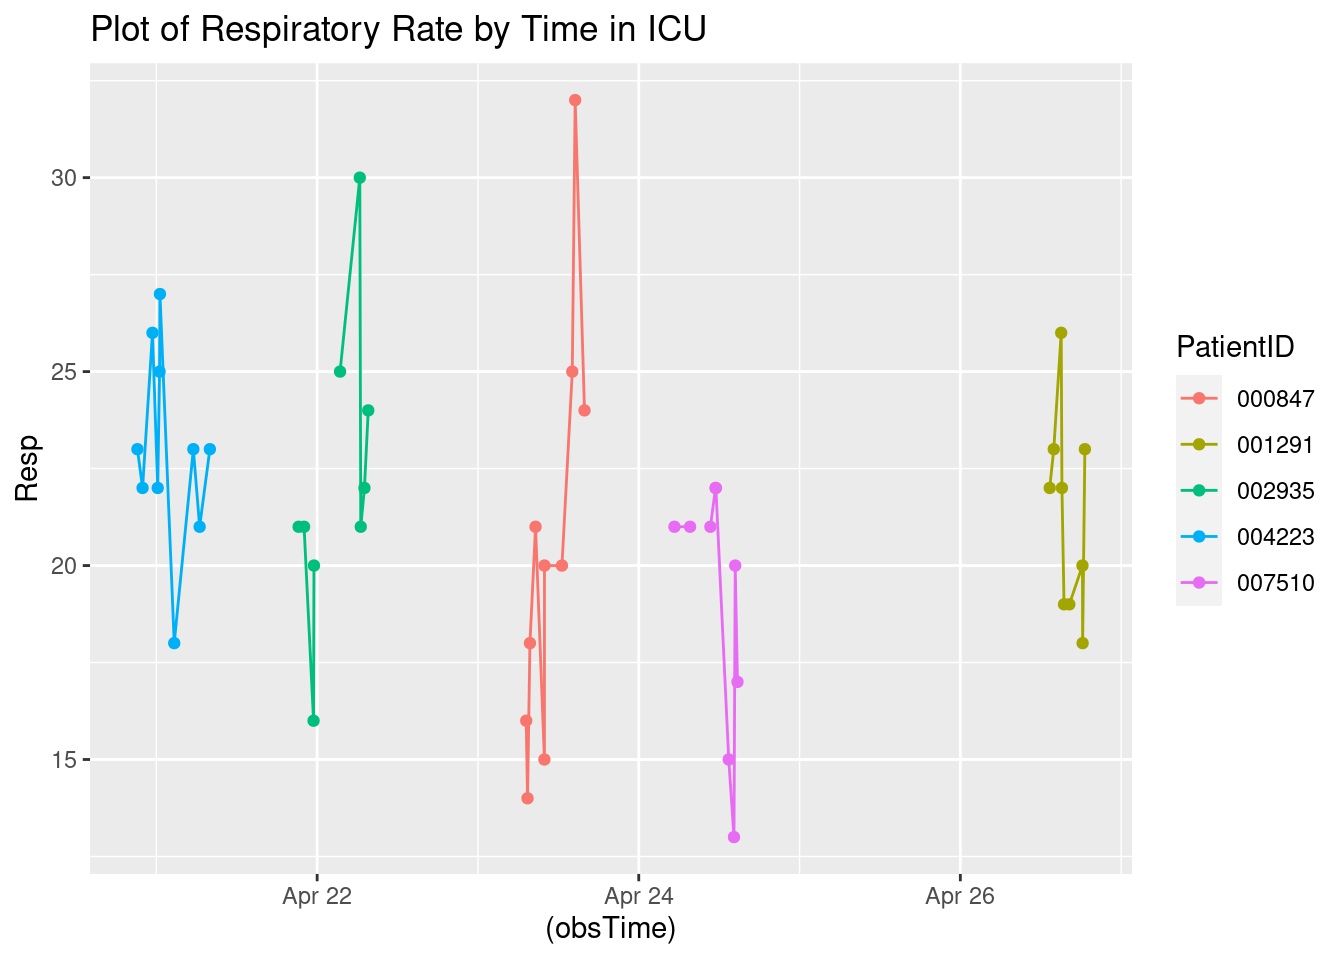 Plot of Respiratory Rate by Time in ICU
30
25
20
15
Resp
Apr 22
Apr 24
Apr 26
(obsTime)
PatientID
000847
001291
002935
004223
007510